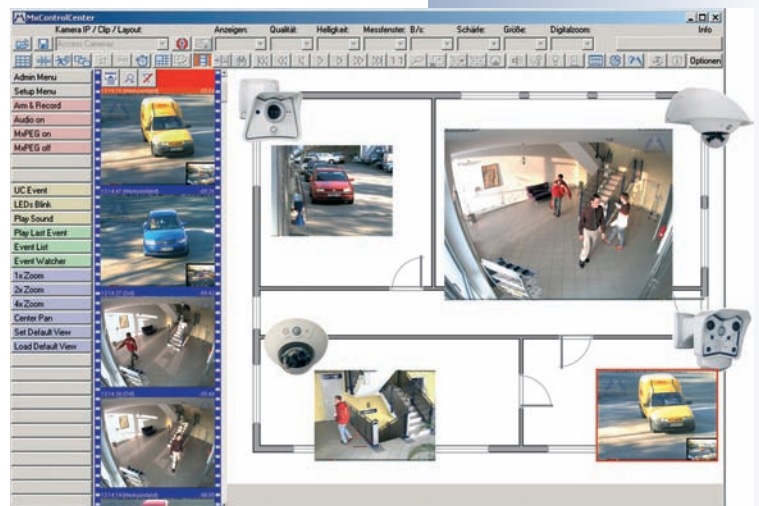 MxControlCenter
Kamera IP / Clip / Layout: Anzeigen: Qualität: Helligkeit: Messfenster: B/s: Schärfe: Größe: Digitalzoom: Info
Access Cameras
Optionen
Admin Menu
Setup Menu
Arm & Record
Audio on
MxPEG on
MxPEG off
UC Event
LEDs Blink
Play Sound
Play Last Event
Event List
Event Watcher
1x Zoom
2x Zoom
4x Zoom
Center Pan
Set Default View
Load Default View